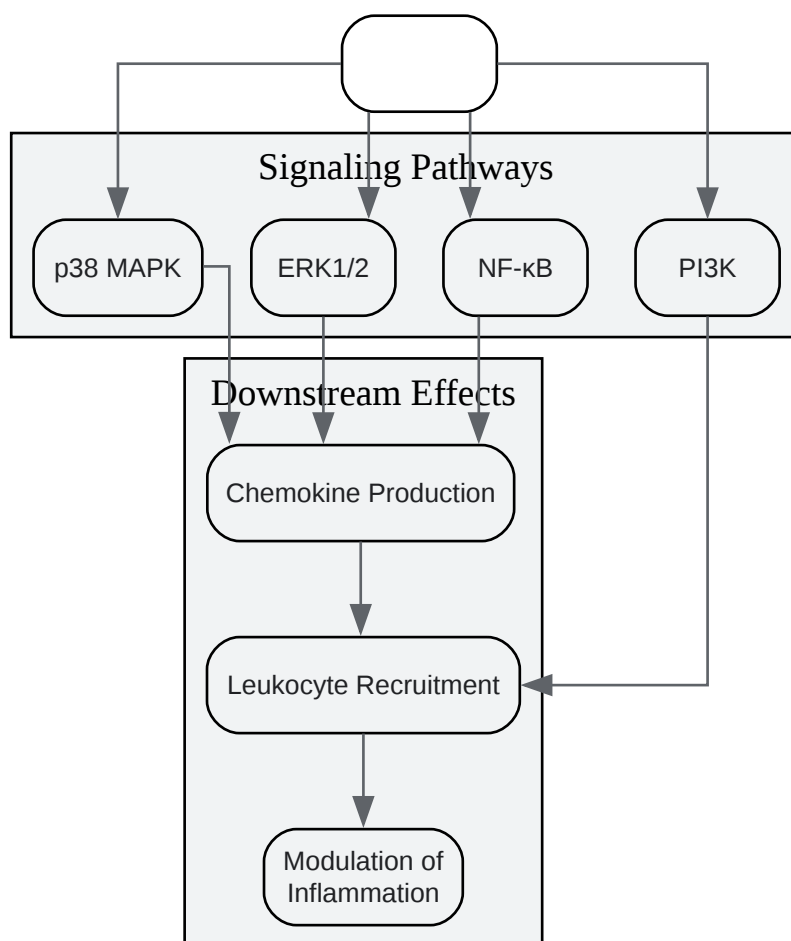 Signaling Pathways
p38 MAPK
ERK1/2
NF-κB
PI3K
Downstream Effects
Chemokine Production
Leukocyte Recruitment
Modulation of
Inflammation